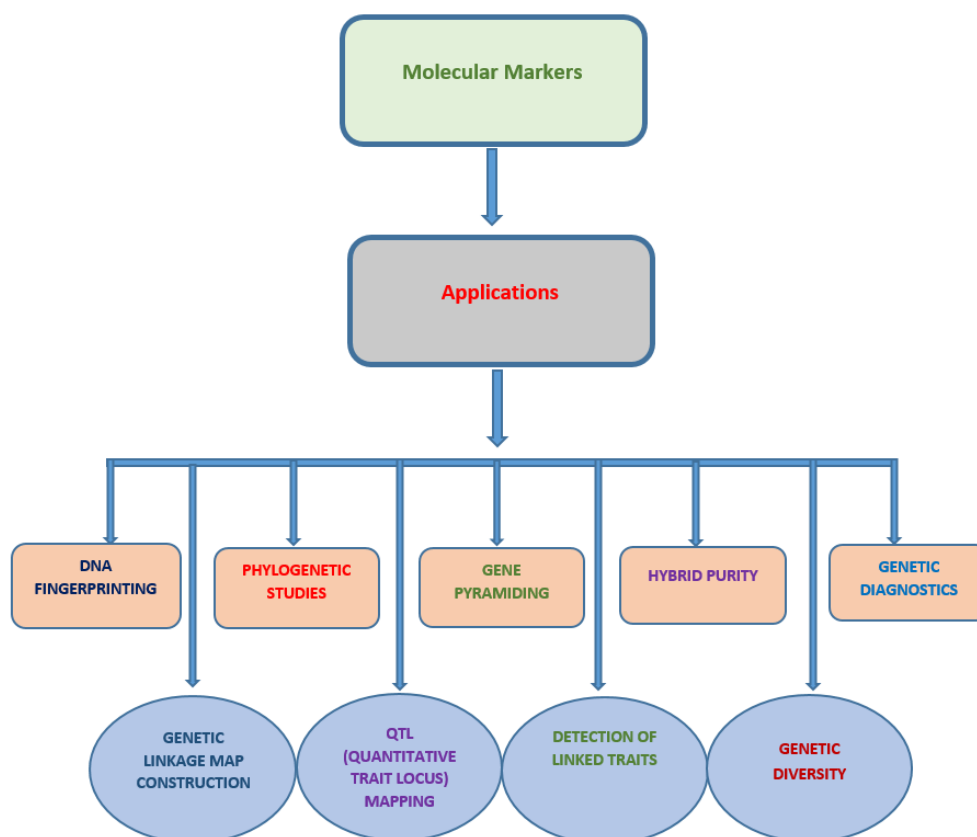 Molecular Markers
Applications
DNA
FINGERPRINTING
PHYLOGENETIC
STUDIES
GENE
PYRAMIDING
HYBRID PURITY
GENETIC
DIAGNOSTICS
GENETIC
LINKAGE MAP
CONSTRUCTION
QTL
(QUANTITATIVE
TRAIT LOCUS)
MAPPING
DETECTION OF
LINKED TRAITS
GENETIC
DIVERSITY